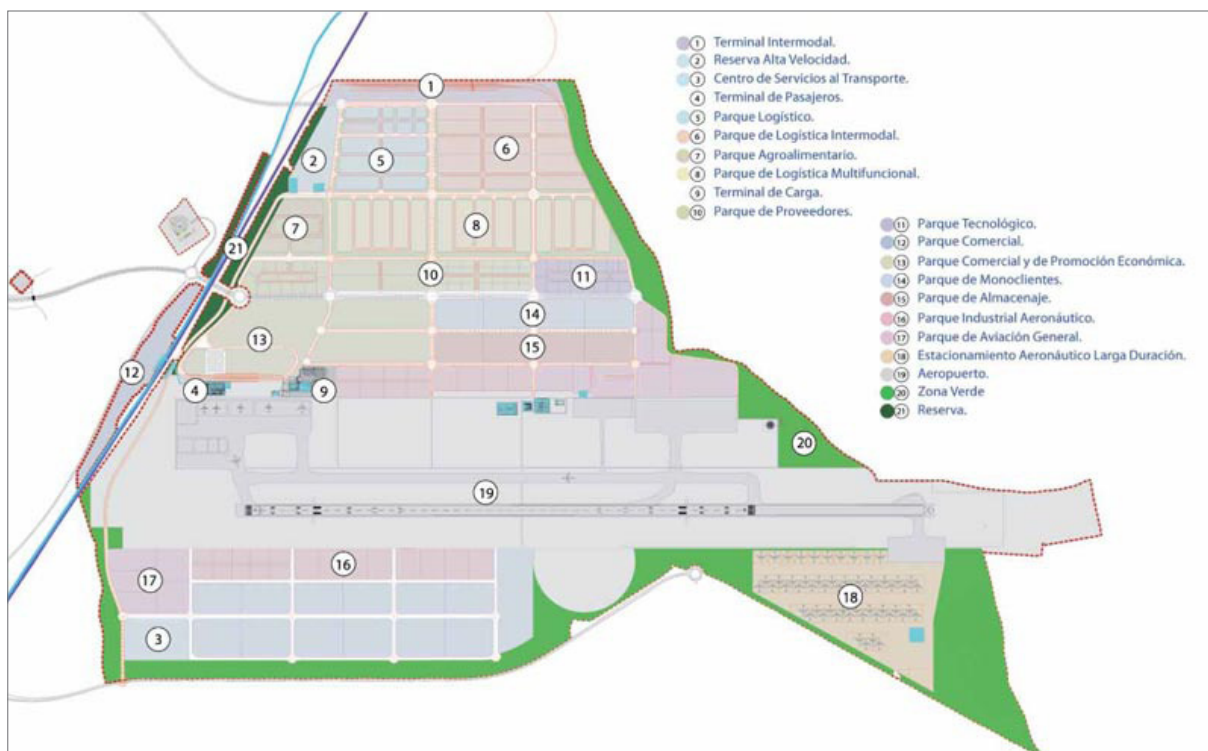 1 Terminal Intermodal.
2 Reserva Alta Velocidad.
3 Centro de Servicios al Transporte.
4 Terminal de Pasajeros.
5 Parque Logístico.
6 Parque de Logística Intermodal.
7 Parque Agroalimentario.
8 Parque de Logística Multifuncional.
9 Terminal de Carga.
10 Parque de Proveedores.
11 Parque Tecnológico.
12 Parque Comercial.
13 Parque Comercial y de Promoción Económica.
14 Parque de Monoclientes.
15 Parque de Almacenaje.
16 Parque Industrial Aeronáutico.
17 Parque de Aviación General.
18 Estacionamiento Aeronáutico Larga Duración.
19 Aeropuerto.
20 Zona Verde
21 Reserva.
1
2
5
6
7
8
21
10
11
14
13
15
12
4
9
20
19
16
17
18
3